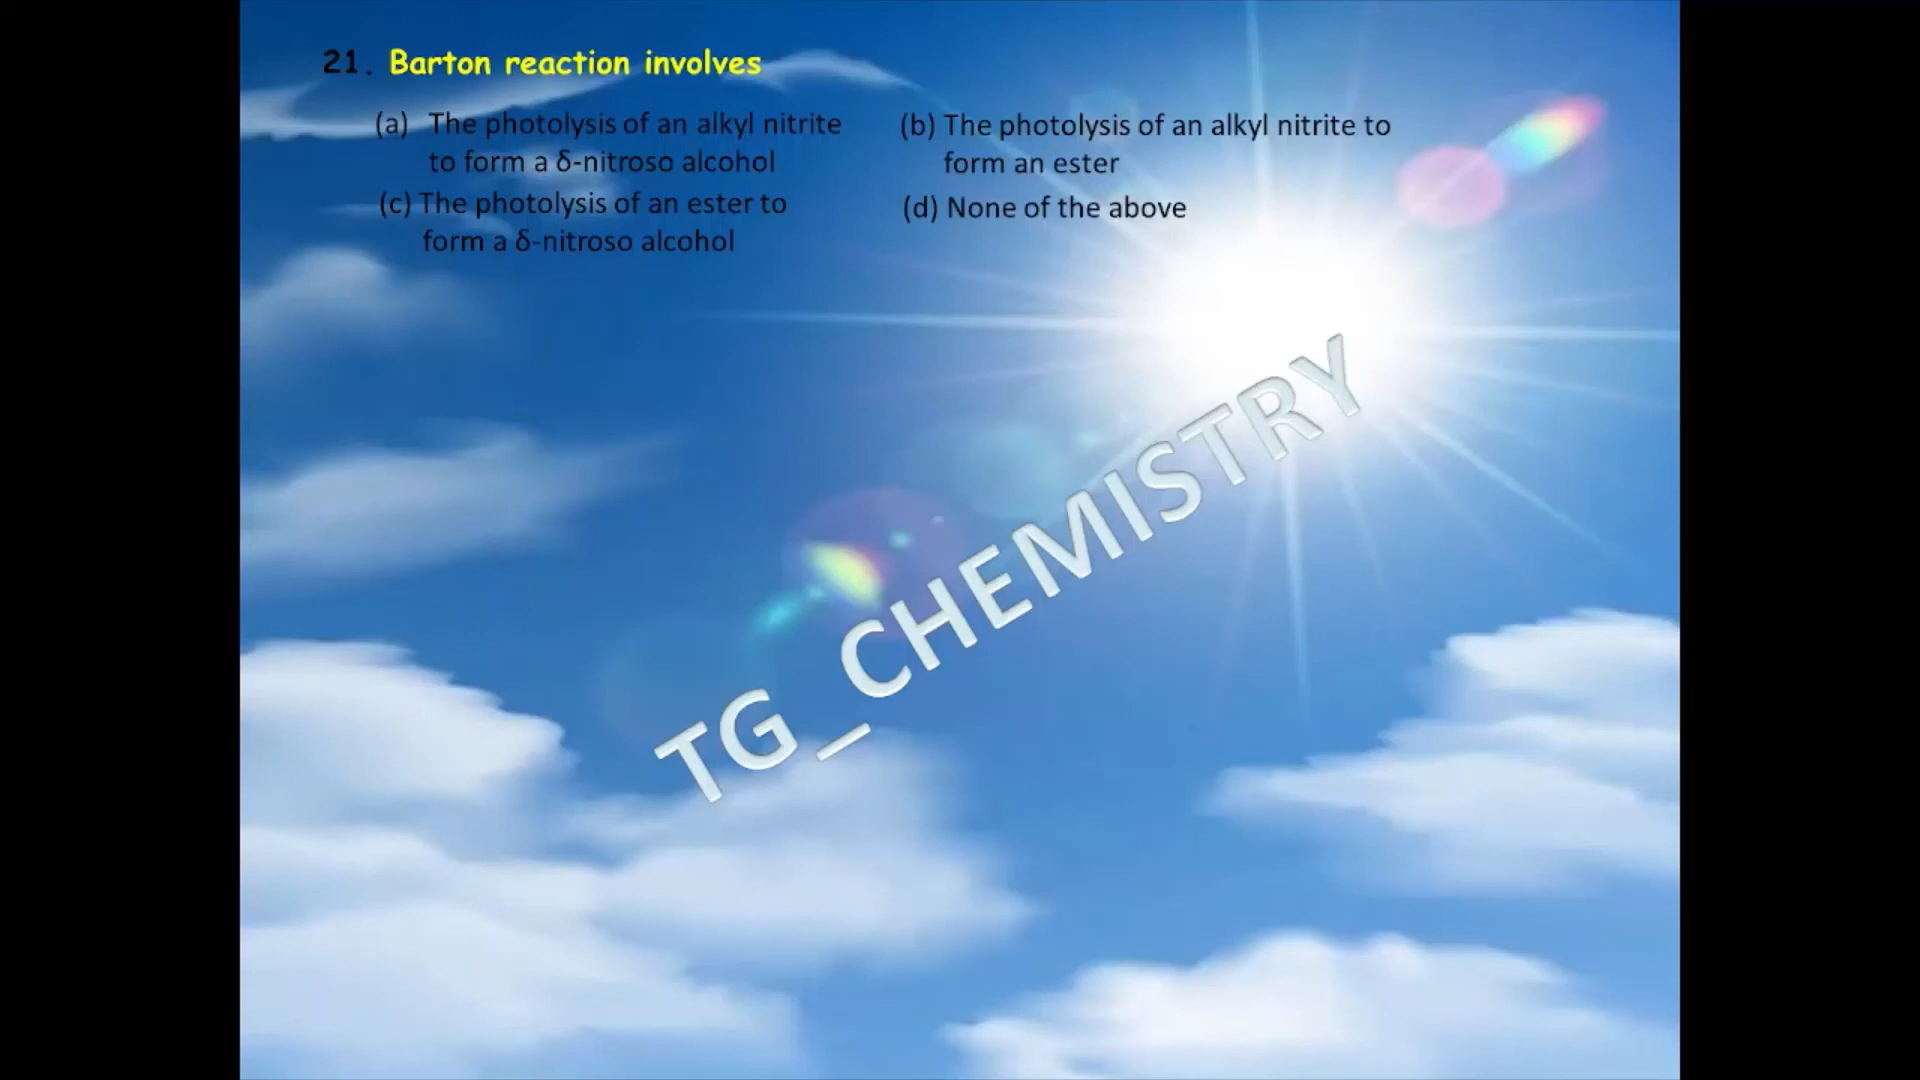 21. Barton reaction involves
(a) The photolysis of an alkyl nitrite
to form a δ-nitroso alcohol
(b) The photolysis of an alkyl nitrite to
form an ester
(c) The photolysis of an ester to
form a δ-nitroso alcohol
(d) None of the above
TG_CHEMISTRY